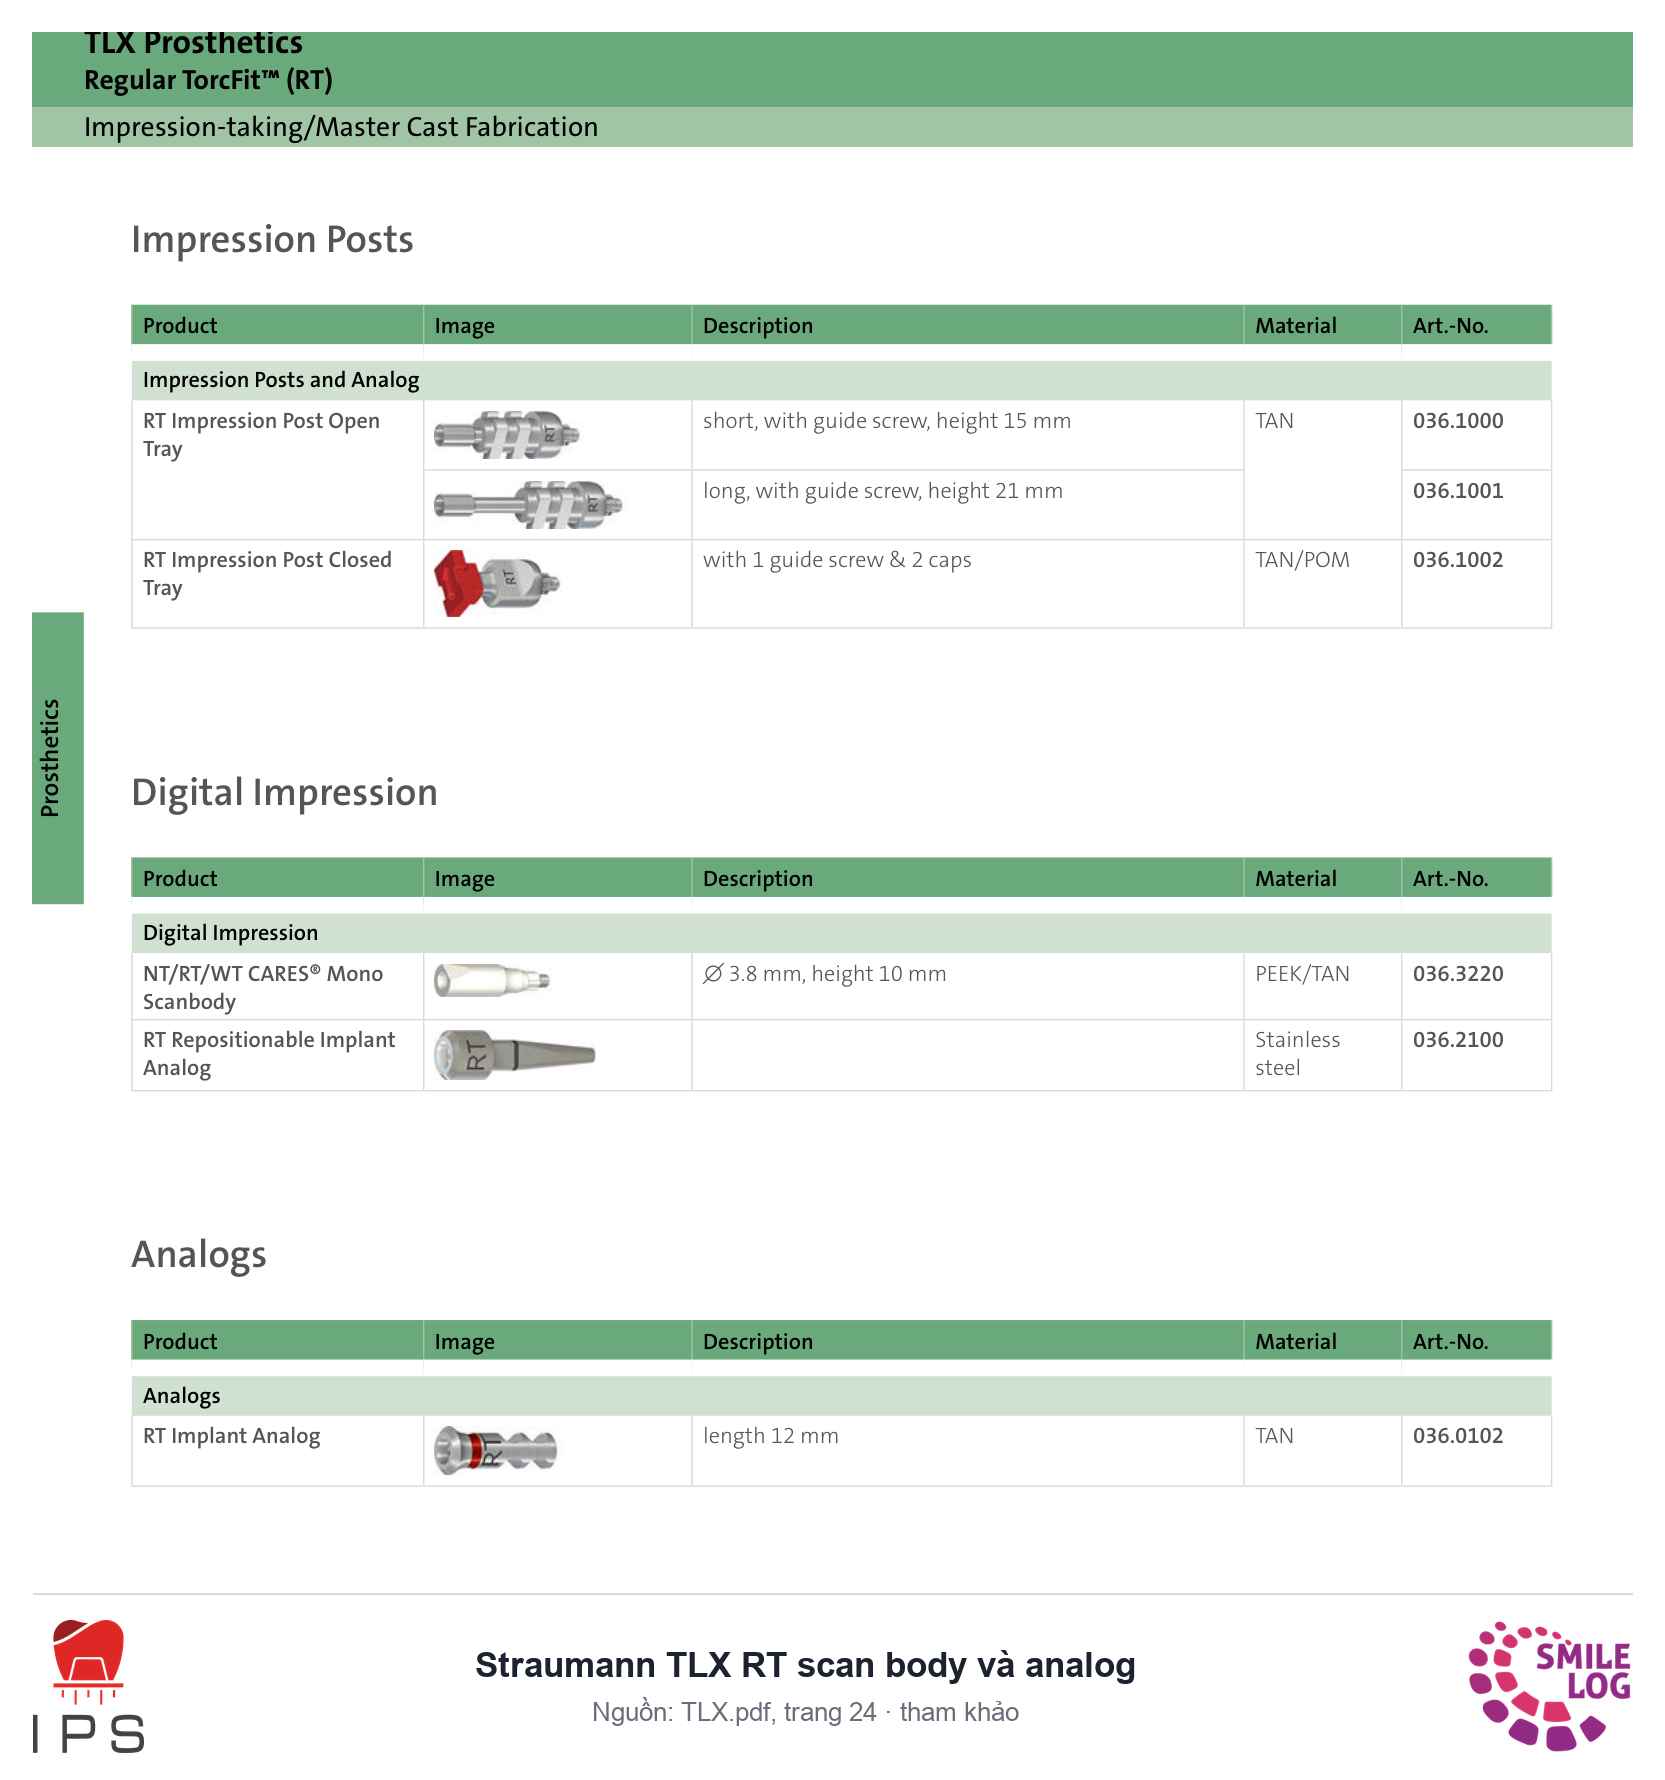 TLX Prosthetics
Regular TorcFit™ (RT)
Impression-taking/Master Cast Fabrication
Impression Posts
Product Image Description Material Art.-No.
Impression Posts and Analog
RT Impression Post Open Tray RT short, with guide screw, height 15 mm TAN 036.1000
RT long, with guide screw, height 21 mm 036.1001
RT Impression Post Closed Tray RT with 1 guide screw & 2 caps TAN/POM 036.1002
Prosthetics
Digital Impression
Product Image Description Material Art.-No.
Digital Impression
NT/RT/WT CARES® Mono Scanbody ∅ 3.8 mm, height 10 mm PEEK/TAN 036.3220
RT Repositionable Implant Analog RT Stainless steel 036.2100
Analogs
Product Image Description Material Art.-No.
Analogs
RT Implant Analog RT length 12 mm TAN 036.0102
IPS
Straumann TLX RT scan body và analog
Nguồn: TLX.pdf, trang 24 · tham khảo
SMILE
LOG